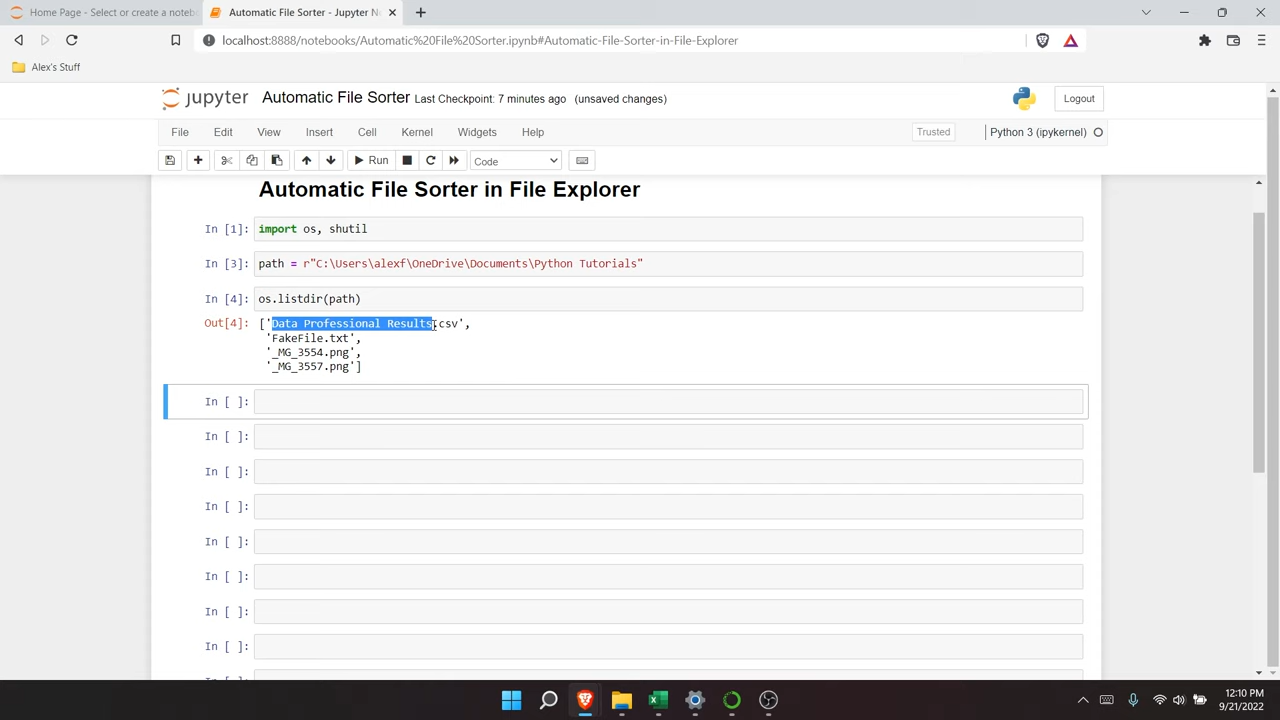 Home Page - Select or create a noteb
Automatic File Sorter - Jupyter N
localhost:8888/notebooks/Automatic%20File%20Sorter.ipynb#Automatic-File-Sorter-in-File-Explorer
Alex's Stuff
jupyter Automatic File Sorter Last Checkpoint: 7 minutes ago (unsaved changes)
Logout
File Edit View Insert Cell Kernel Widgets Help
Trusted
Python 3 (ipykernel)
Run
Code
Automatic File Sorter in File Explorer
In [1]: import os, shutil
In [3]: path = r"C:\Users\alexf\OneDrive\Documents\Python Tutorials"
In [4]: os.listdir(path)
Out[4]: ['Data Professional Results.csv',
'FakeFile.txt',
'_MG_3554.png',
'_MG_3557.png']
In [ ]:
In [ ]:
In [ ]:
In [ ]:
In [ ]:
In [ ]:
In [ ]:
In [ ]:
12:10 PM
9/21/2022